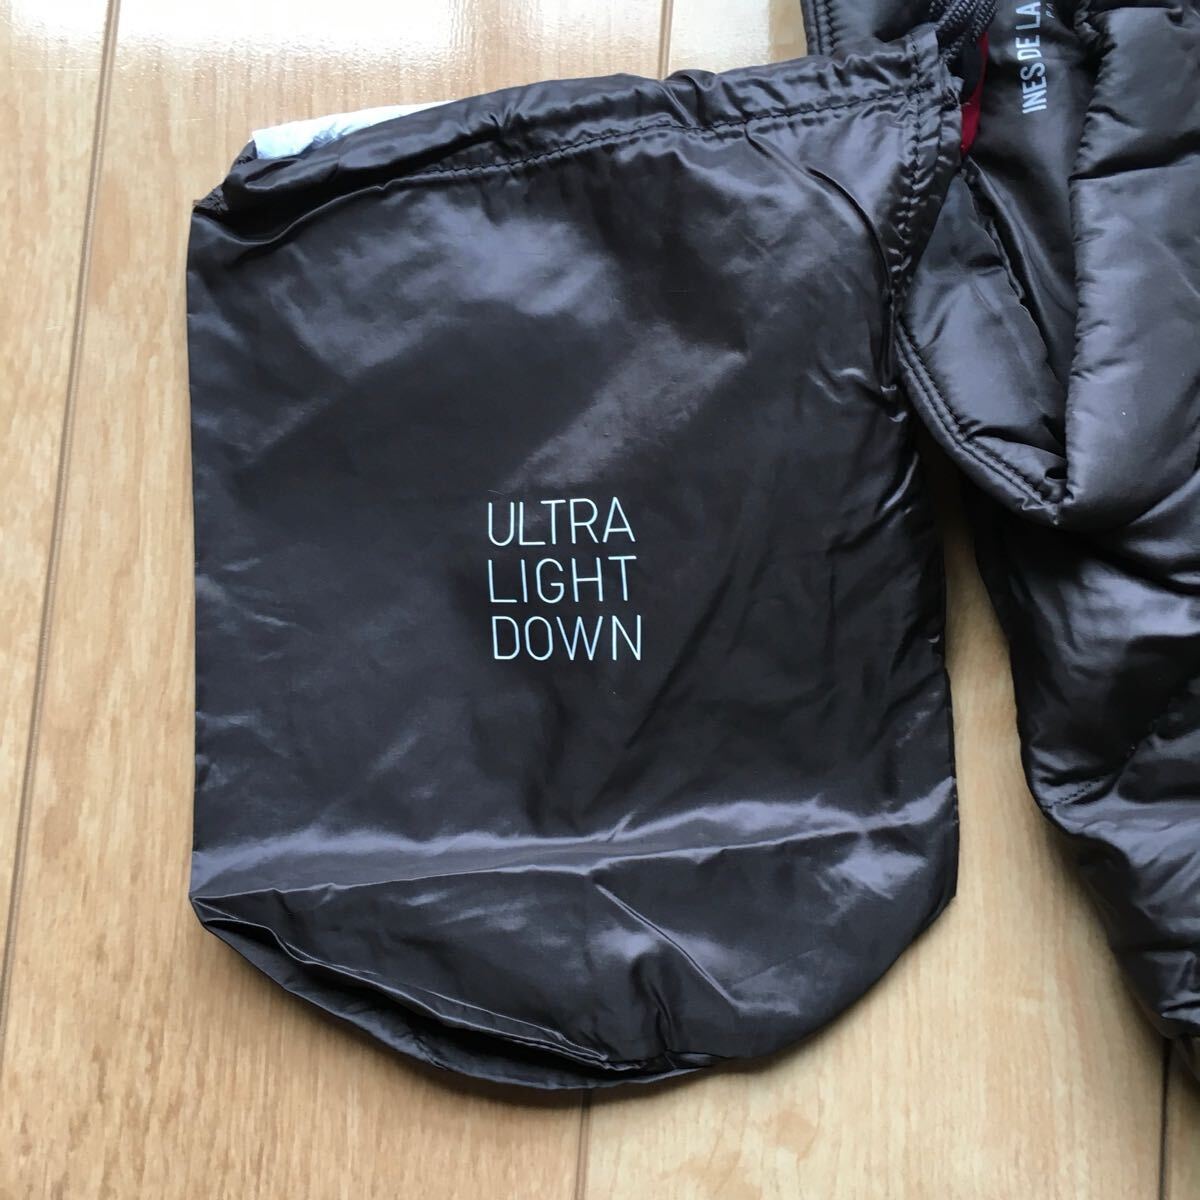 ULTRA
LIGHT
DOWN
INES DE LA